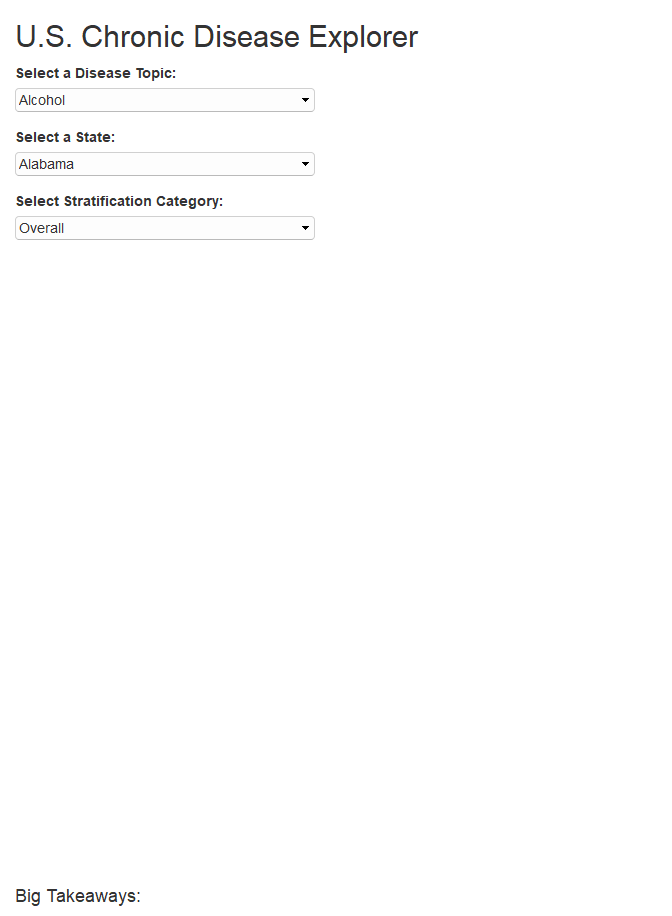 U.S. Chronic Disease Explorer
Select a Disease Topic:
Alcohol
Select a State:
Alabama
Select Stratification Category:
Overall
Big Takeaways: